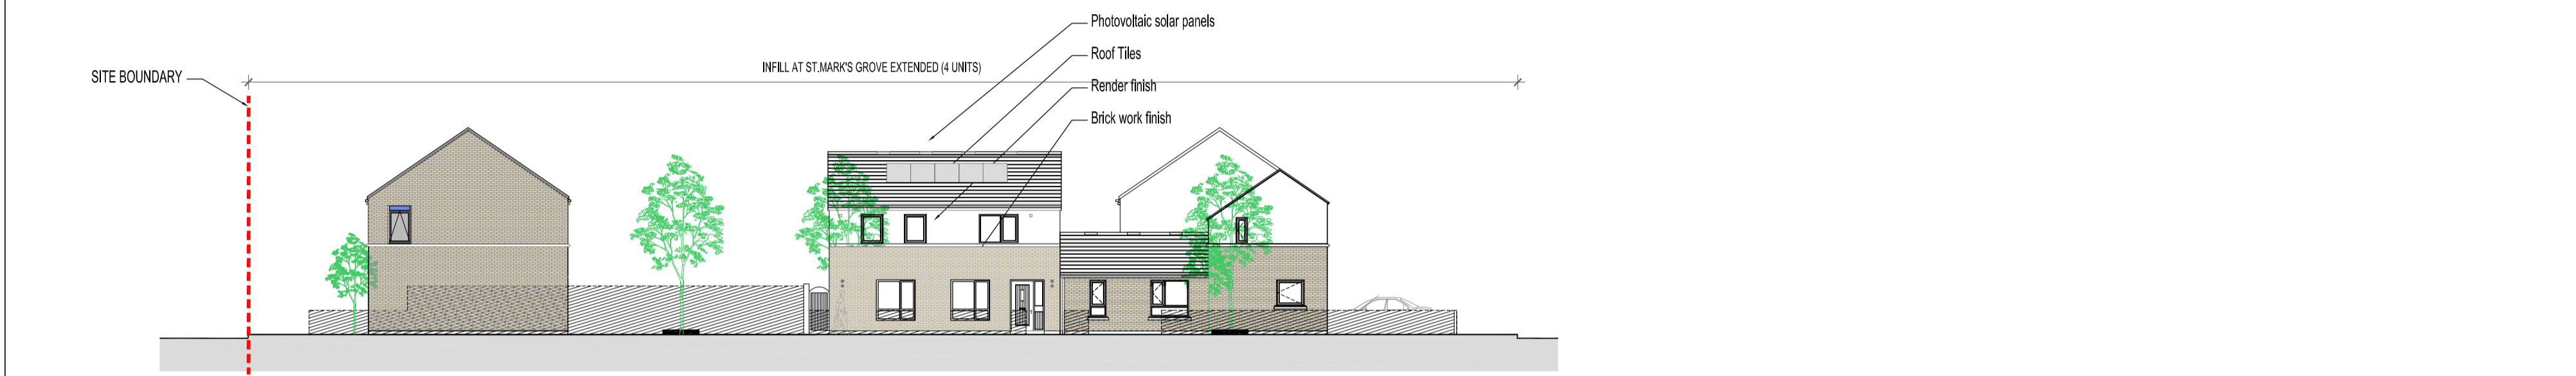 Photovoltaic solar panels
Roof Tiles
INFILL AT ST.MARK'S GROVE EXTENDED (4 UNITS)
SITE BOUNDARY
Render finish
Brick work finish